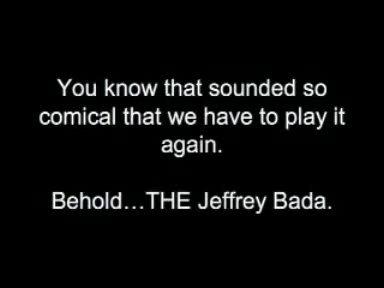 You know that sounded so
comical that we have to play it
again.
Behold…THE Jeffrey Bada.